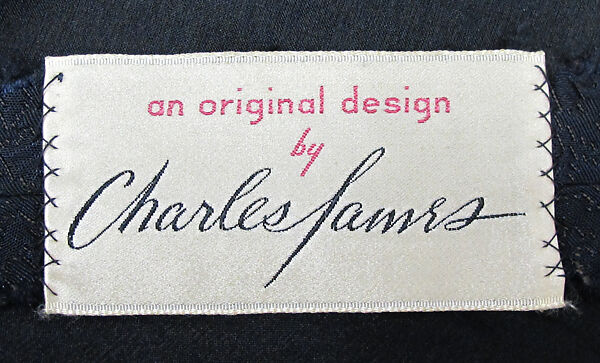 an original design
by
Charles James